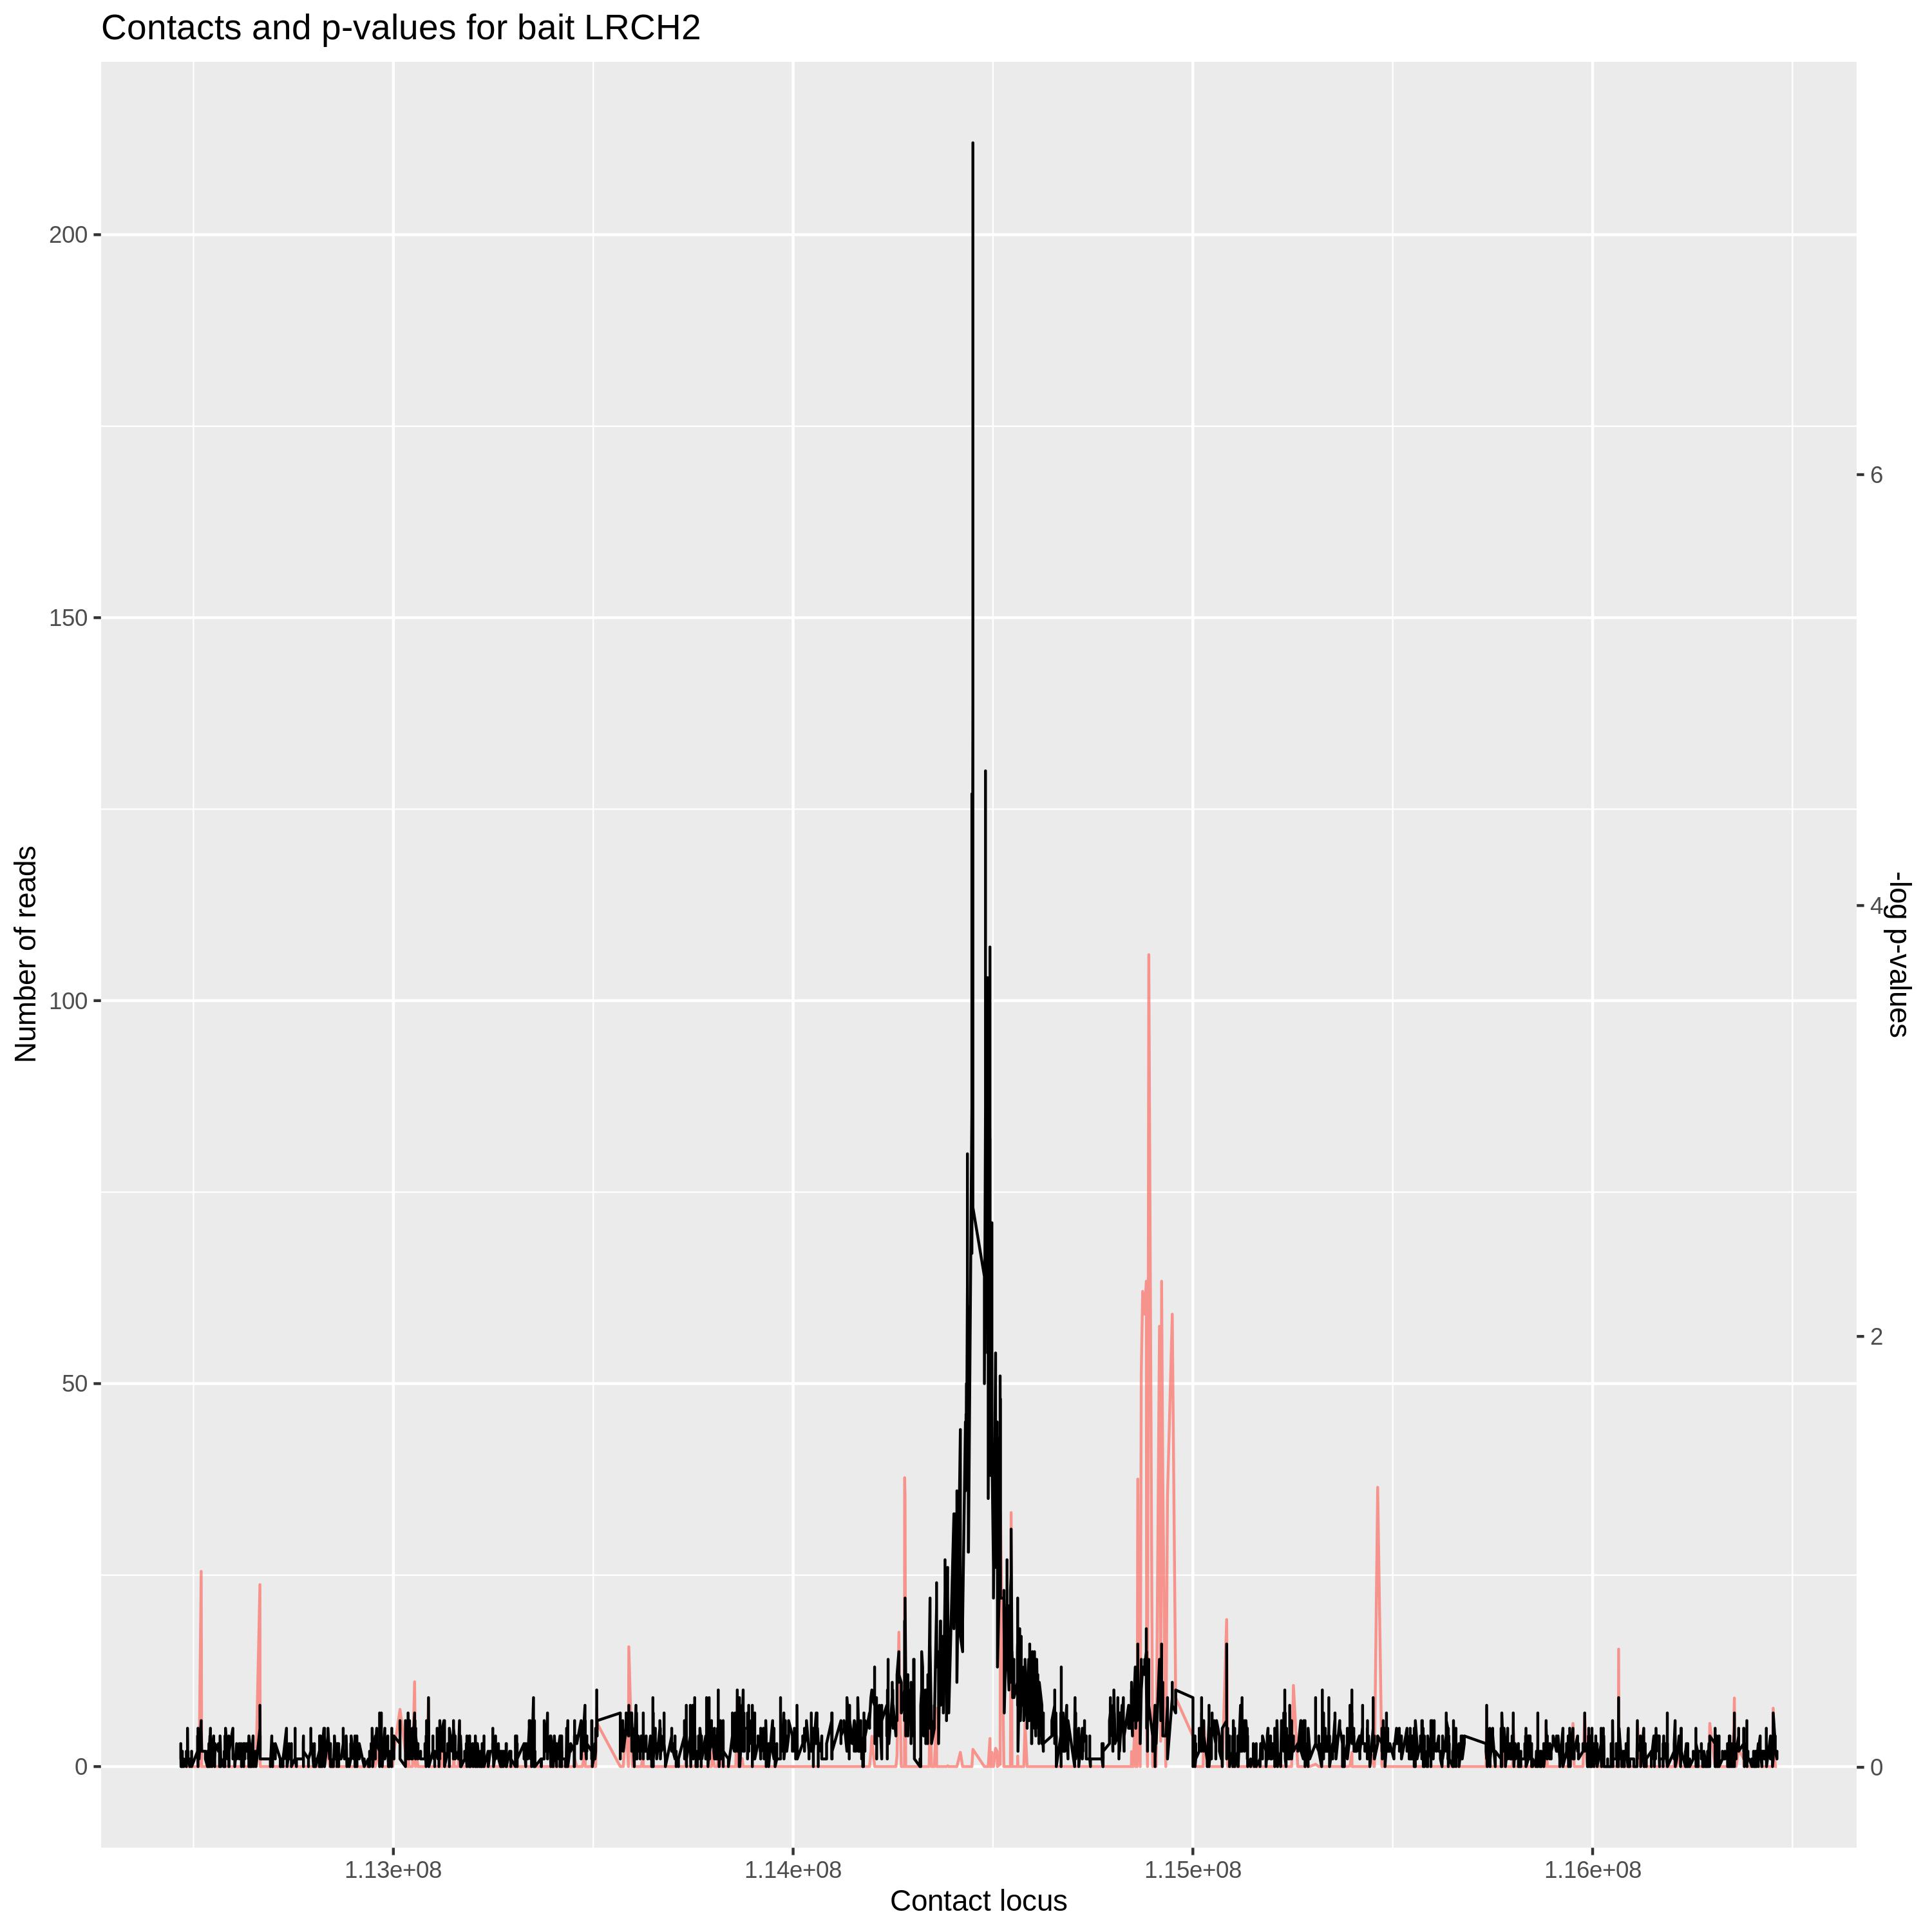 Contacts and p-values for bait LRCH2
200
150
100
50
0
Number of reads
6
4
2
0
-log p-values
1.13e+08
1.14e+08
1.15e+08
1.16e+08
Contact locus